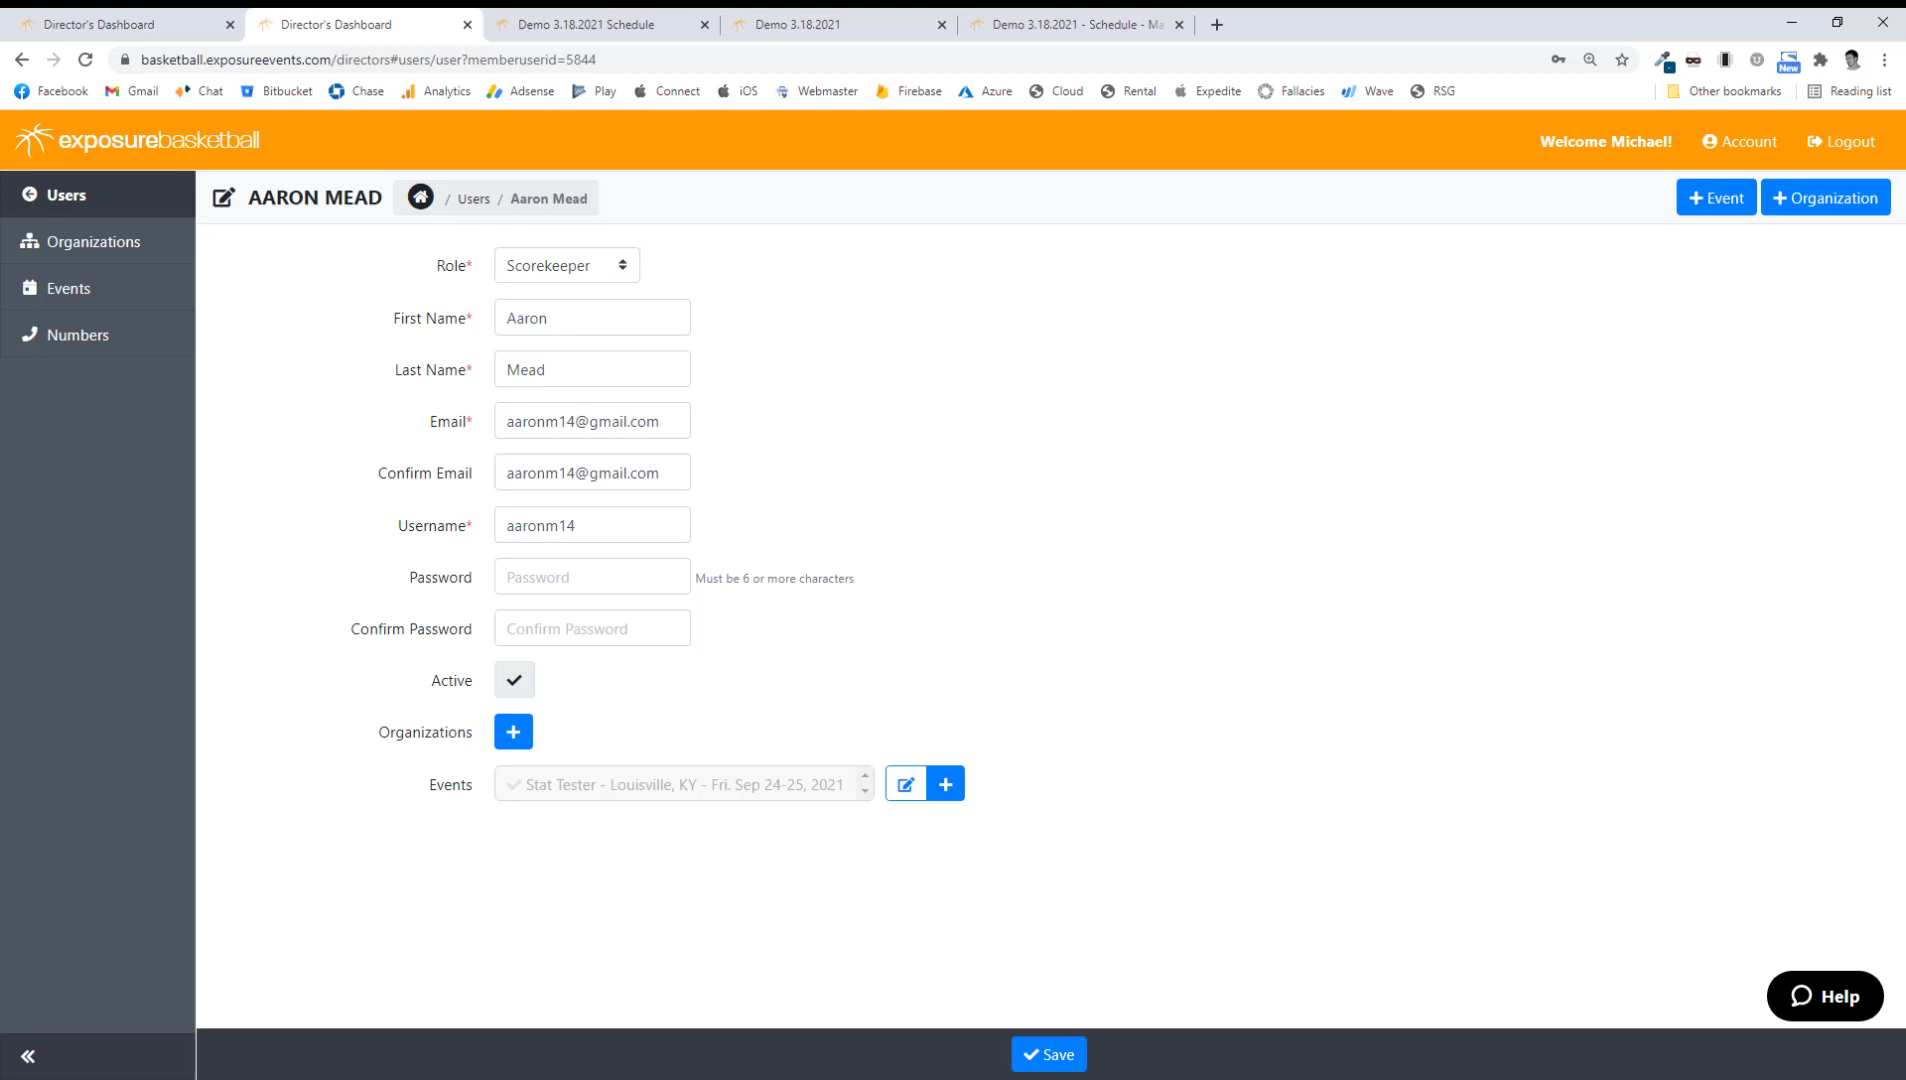 Director's Dashboard
Director's Dashboard
Demo 3.18.2021 Schedule
Demo 3.18.2021
Demo 3.18.2021 - Schedule - Ma
basketball.exposureevents.com/directors#users/user?memberuserid=5844
New
Facebook Gmail Chat Bitbucket Chase Analytics Adsense Play Connect iOS Webmaster Firebase Azure Cloud Rental Expedite Fallacies Wave RSG Other bookmarks Reading list
exposurebasketball
Welcome Michael! Account Logout
Users
AARON MEAD / Users / Aaron Mead
Event Organization
Organizations
Events
Numbers
Role* Scorekeeper
First Name* Aaron
Last Name* Mead
Email* aaronm14@gmail.com
Confirm Email aaronm14@gmail.com
Username* aaronm14
Password Password Must be 6 or more characters
Confirm Password Confirm Password
Active
Organizations
Events Stat Tester - Louisville, KY - Fri. Sep 24-25, 2021
Help
Save